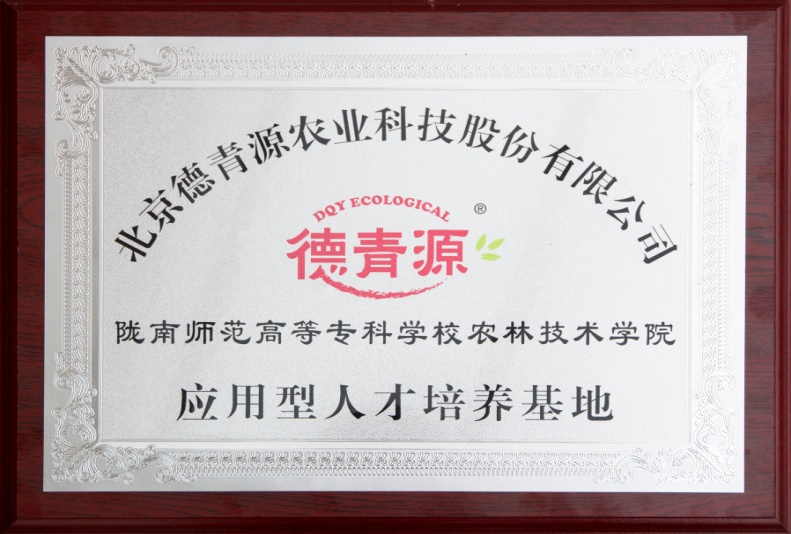 北京德青源农业科技股份有限公司
DQY ECOLOGICAL ®
德青源
陇南师范高等专科学校农林技术学院
应用型人才培养基地